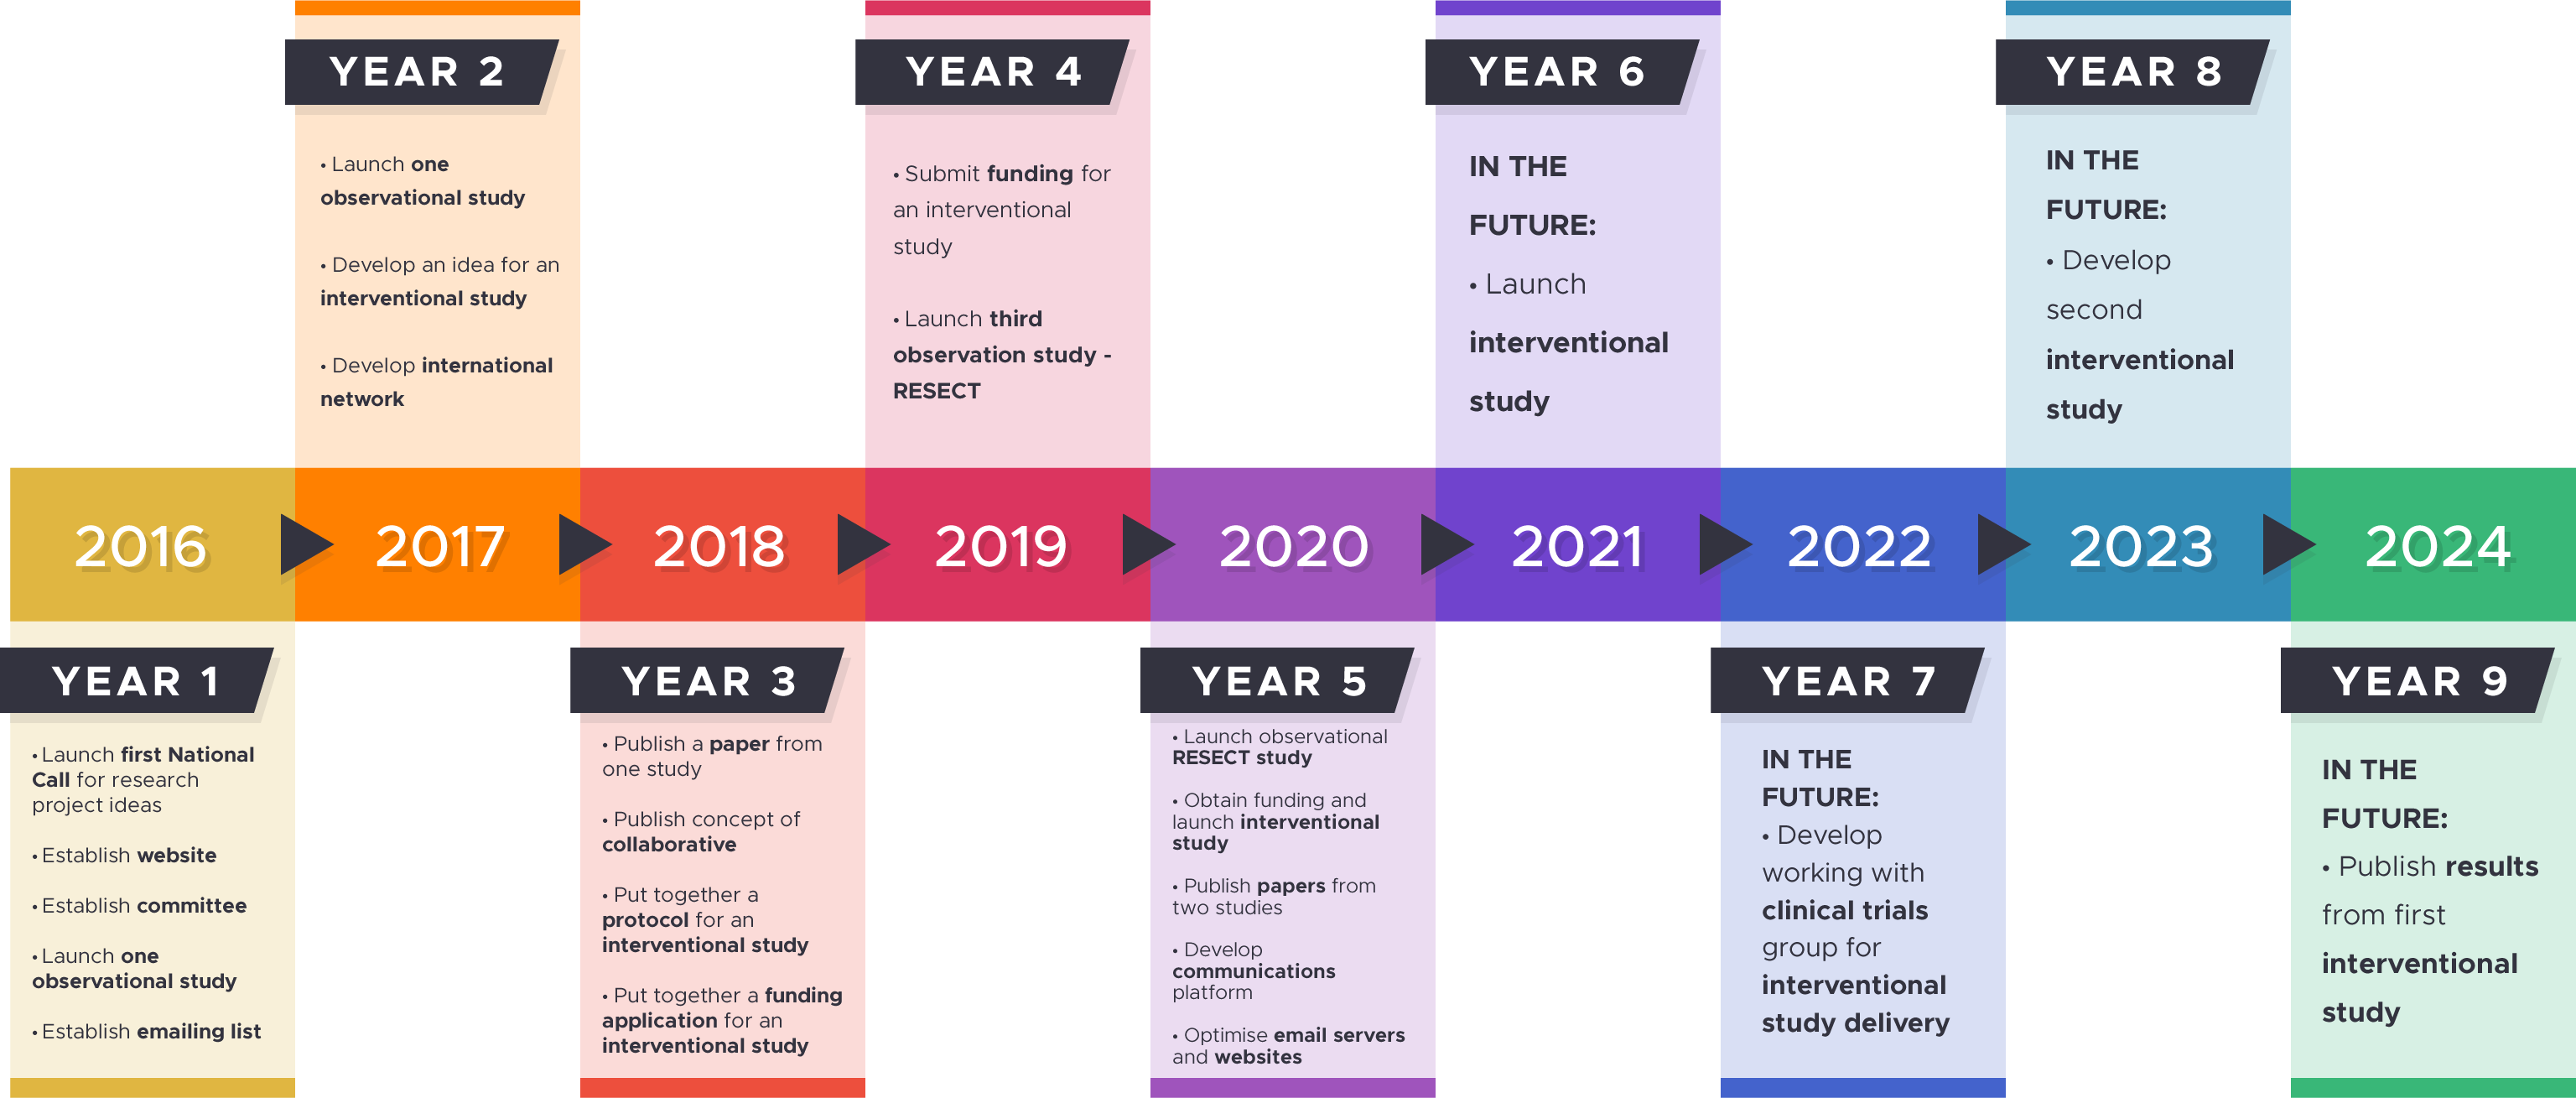 YEAR 2
• Launch one
observational study
• Develop an idea for an
interventional study
• Develop international
network
YEAR 4
• Submit funding for
an interventional
study
• Launch third
observation study -
RESECT
YEAR 6
IN THE
FUTURE:
• Launch
interventional
study
YEAR 8
IN THE
FUTURE:
• Develop
second
interventional
study
2016
2017
2018
2019
2020
2021
2022
2023
2024
YEAR 1
• Launch first National
Call for research
project ideas
• Establish website
• Establish committee
• Launch one
observational study
• Establish emailing list
YEAR 3
• Publish a paper from
one study
• Publish concept of
collaborative
• Put together a
protocol for an
interventional study
• Put together a funding
application for an
interventional study
YEAR 5
• Launch observational
RESECT study
• Obtain funding and
launch interventional
study
• Publish papers from
two studies
• Develop
communications
platform
• Optimise email servers
and websites
YEAR 7
IN THE
FUTURE:
• Develop
working with
clinical trials
group for
interventional
study delivery
YEAR 9
IN THE
FUTURE:
• Publish results
from first
interventional
study